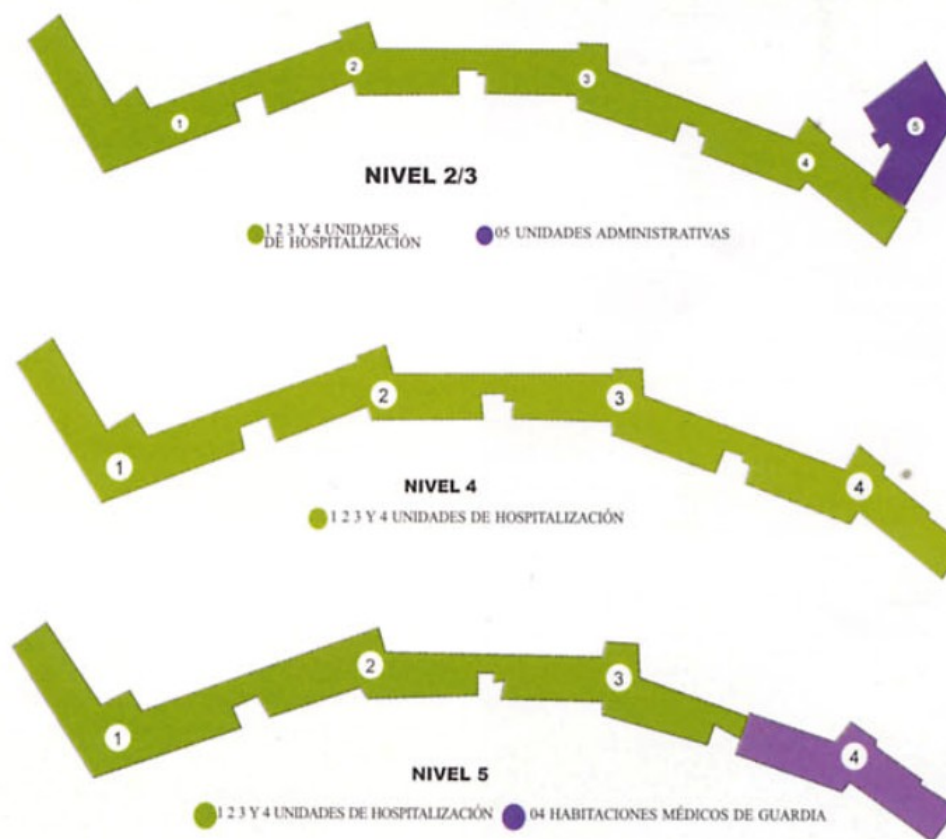 1
2
3
4
5
NIVEL 2/3
1 2 3 Y 4 UNIDADES
DE HOSPITALIZACIÓN
05 UNIDADES ADMINISTRATIVAS
1
2
3
4
NIVEL 4
1 2 3 Y 4 UNIDADES DE HOSPITALIZACIÓN
1
2
3
4
NIVEL 5
1 2 3 Y 4 UNIDADES DE HOSPITALIZACIÓN
04 HABITACIONES MÉDICOS DE GUARDIA